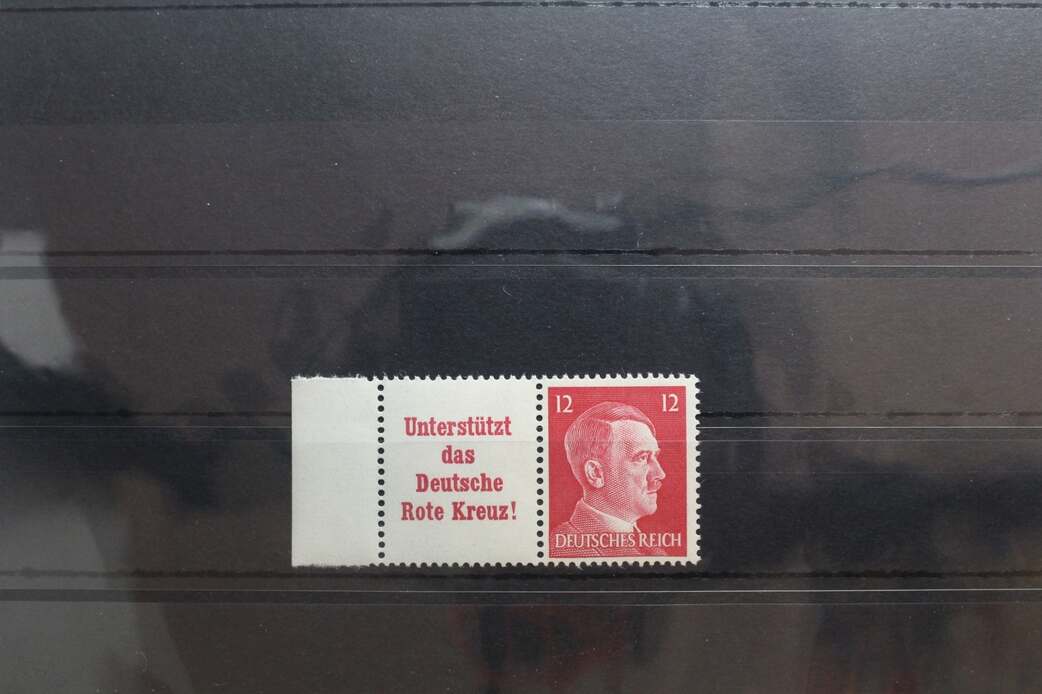 Unterstützt
das
Deutsche
Rote Kreuz!
12 12
DEUTSCHES REICH